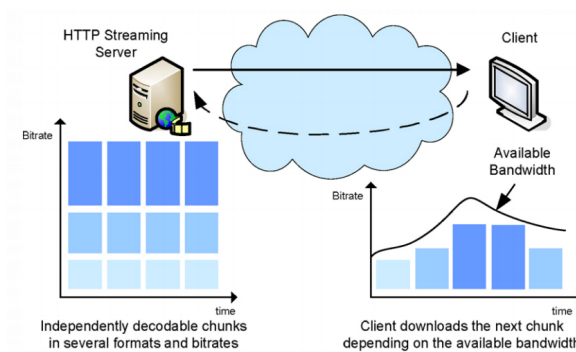 HTTP Streaming
Server
Client
Bitrate
time
Independently decodable chunks
in several formats and bitrates
Available
Bandwidth
Bitrate
time
Client downloads the next chunk
depending on the available bandwidth